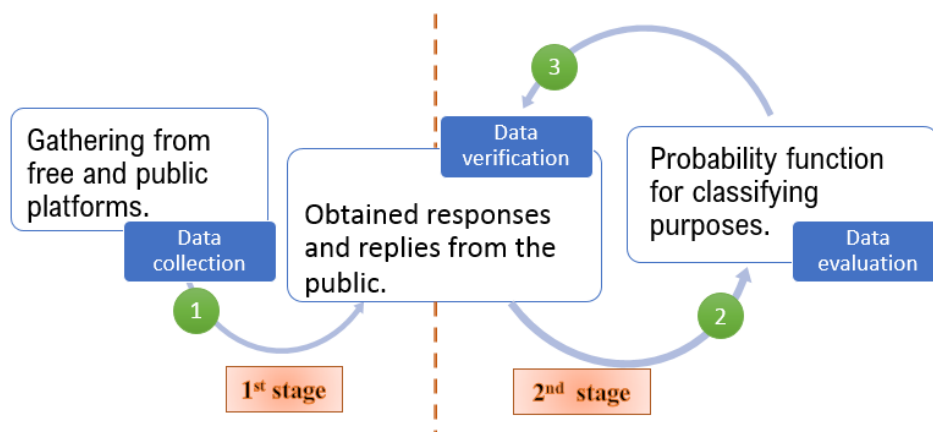 Gathering from
free and public
platforms.
Data
collection
1
1st stage
Data
verification
Obtained responses
and replies from the
public.
3
Probability function
for classifying
purposes.
Data
evaluation
2
2nd stage